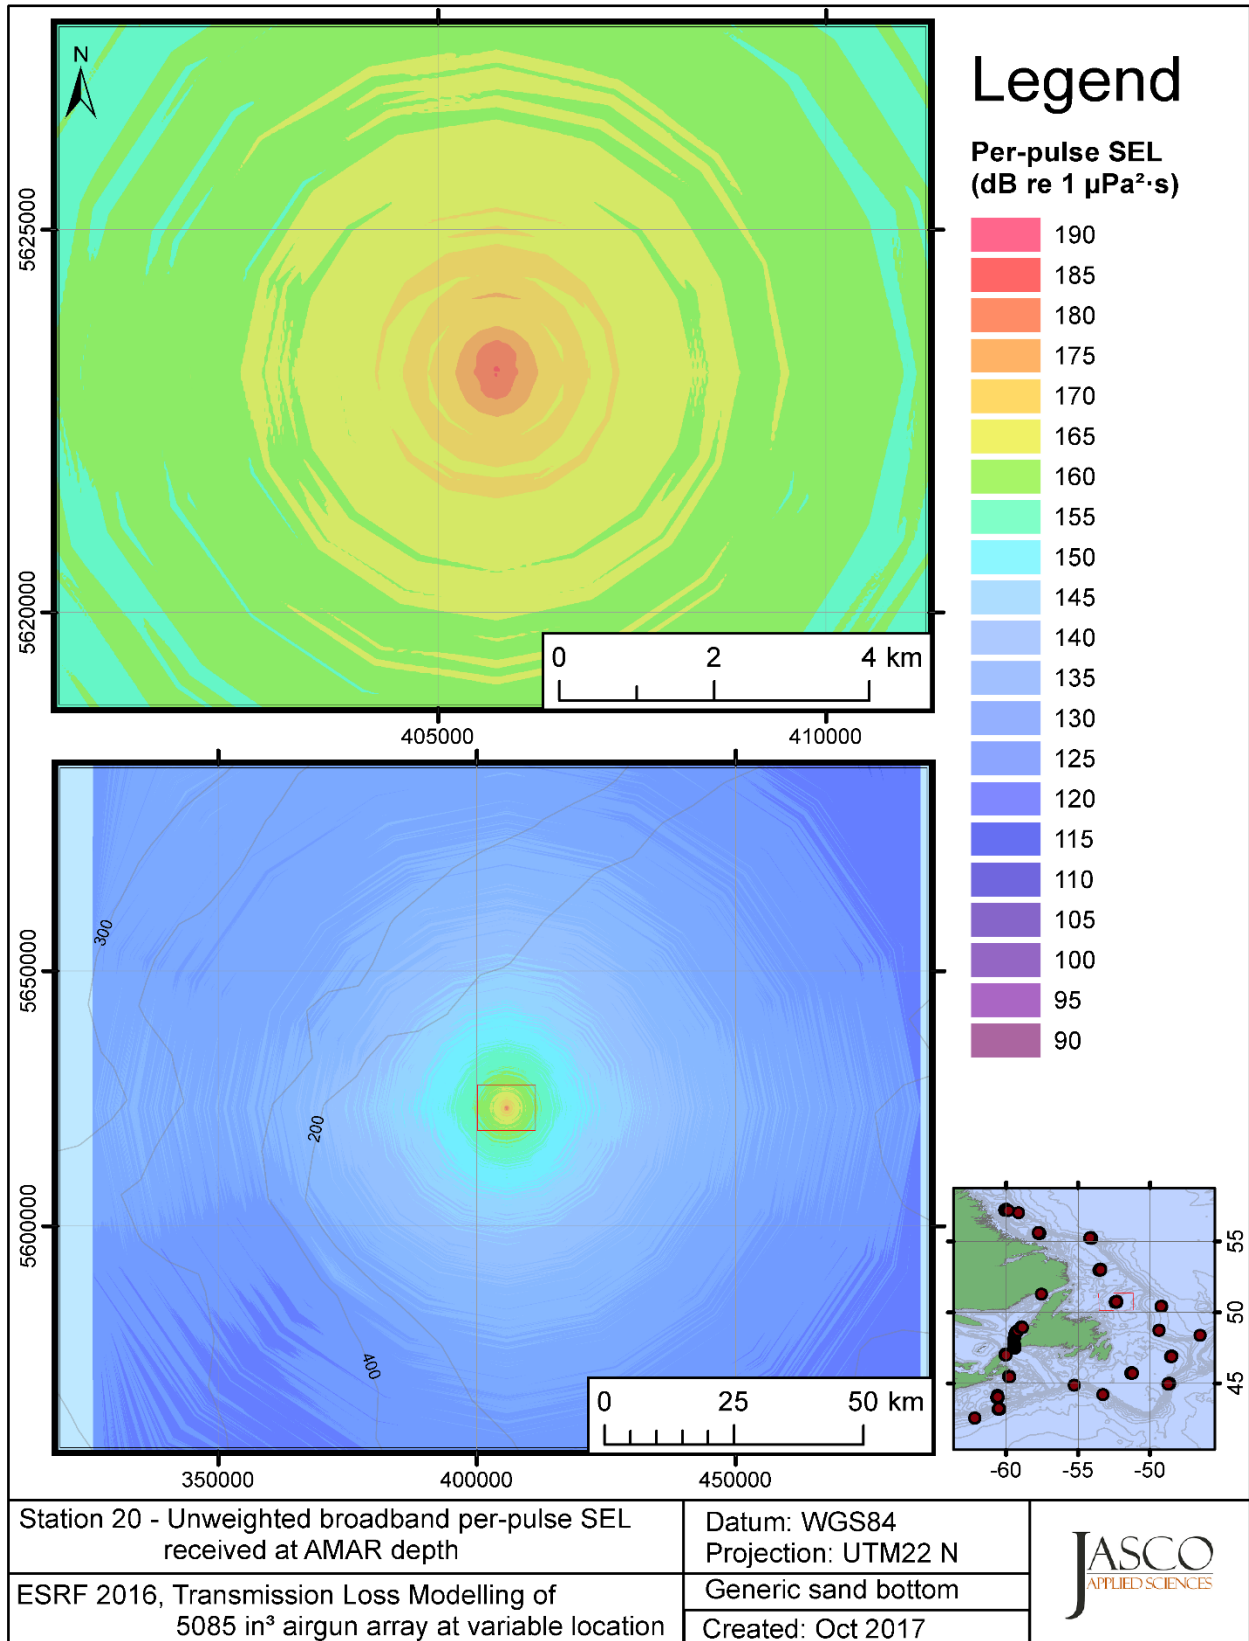 N
5625000
5620000
0 2 4 km
405000 410000
Legend
Per-pulse SEL
(dB re 1 µPa²·s)
190
185
180
175
170
165
160
155
150
145
140
135
130
125
120
115
110
105
100
95
90
300
200
400
5650000
5600000
0 25 50 km
350000 400000 450000
55
50
45
-60 -55 -50
Station 20 - Unweighted broadband per-pulse SEL
received at AMAR depth
ESRF 2016, Transmission Loss Modelling of
5085 in³ airgun array at variable location
Datum: WGS84
Projection: UTM22 N
Generic sand bottom
Created: Oct 2017
JASCO
APPLIED SCIENCES